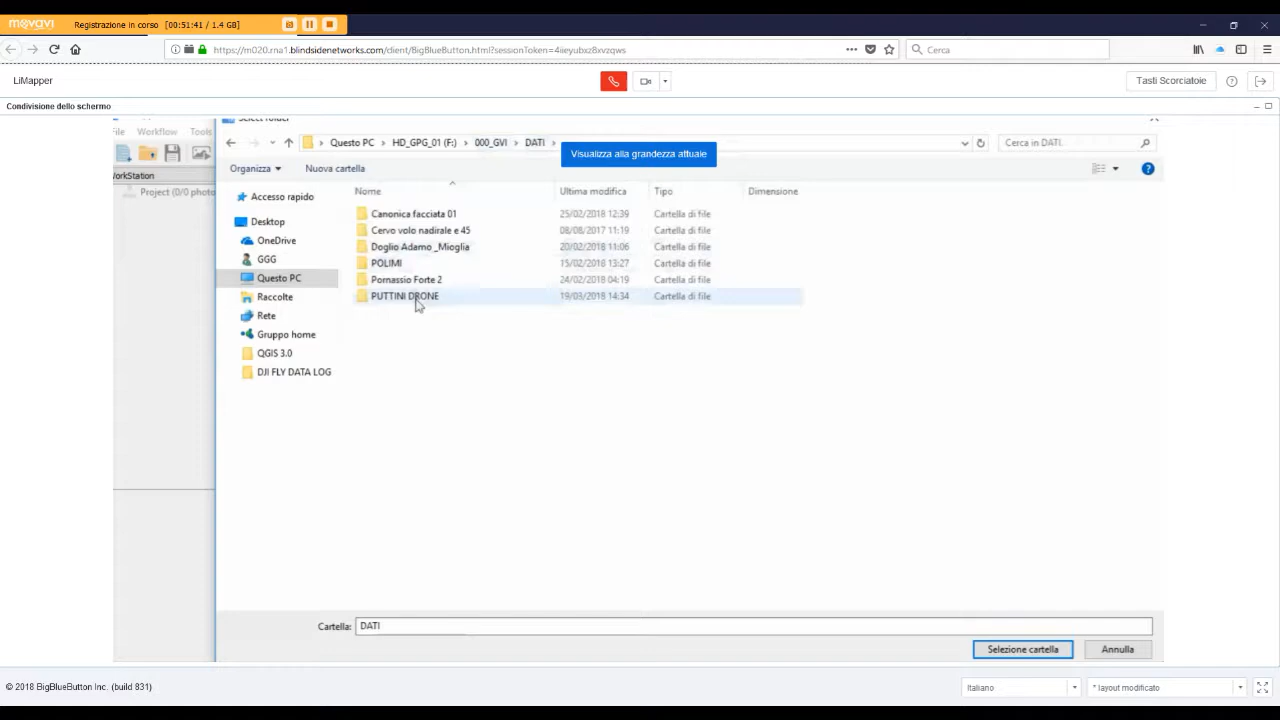 movavi Registrazione in corso [00:51:41 / 1.4 GB]
https://m020.rna1.blindsidenetworks.com/client/BigBlueButton.html?sessionToken=4iieyubxz8xvzqws
Cerca
LiMapper
Tasti Scorciatoie
Condivisione dello schermo
Select folder
File Workflow Tools
Questo PC HD_GPG_01 (F:) 000_GVI DATI
Cerca in DATI
Visualizza alla grandezza attuale
Organizza Nuova cartella
WorkStation
Project (0/0 photo
Nome Ultima modifica Tipo Dimensione
Accesso rapido
Desktop
OneDrive
GGG
Questo PC
Raccolte
Rete
Gruppo home
QGIS 3.0
DJI FLY DATA LOG
Canonica facciata 01 25/02/2018 12:39 Cartella di file
Cervo volo nadirale e 45 08/08/2017 11:19 Cartella di file
Doglio Adamo _Mioglia 20/02/2018 11:06 Cartella di file
POLIMI 15/02/2018 13:27 Cartella di file
Pornassio Forte 2 24/02/2018 04:19 Cartella di file
PUTTINI DRONE 19/03/2018 14:34 Cartella di file
Cartella: DATI
Selezione cartella Annulla
© 2018 BigBlueButton Inc. (build 831)
Italiano
* layout modificato